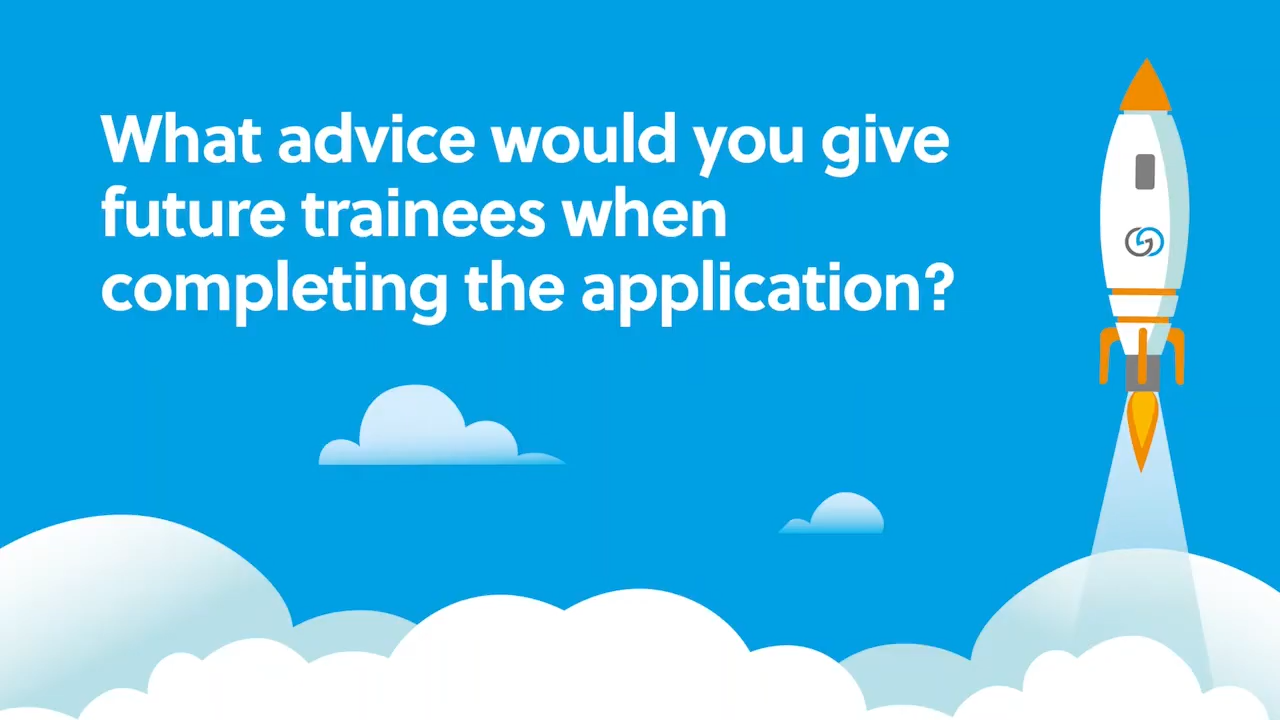 What advice would you give
future trainees when
completing the application?